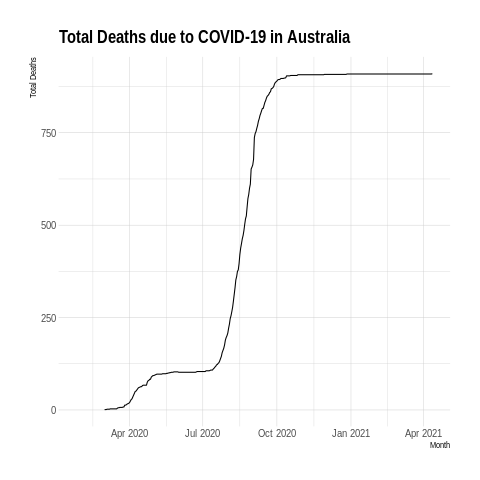 Total Deaths due to COVID-19 in Australia
Total Deaths
750
500
250
0
Apr 2020 Jul 2020 Oct 2020 Jan 2021 Apr 2021
Month